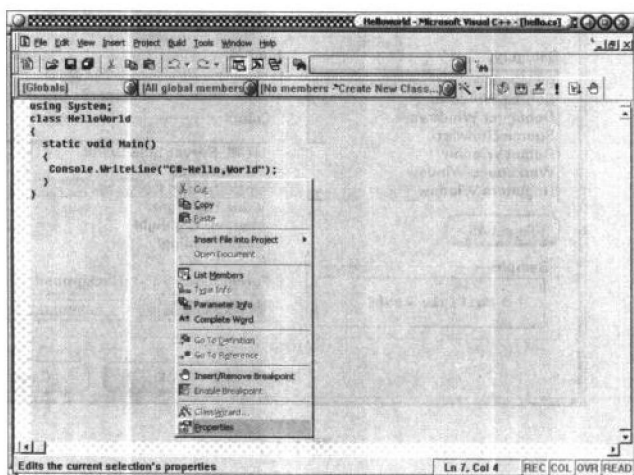 Helloworld - Microsoft Visual C++ - [hello.cs]
File Edit View Insert Project Build Tools Window Help
[Globals] [All global members [No members - Create New Class...]
using System;
class HelloWorld
{
static void Main()
{
Console.WriteLine("C#-Hello,World");
}
}
Cut
Copy
Paste
Insert File into Project
Open Document
List Members
Type Info
Parameter Info
Complete Word
Go To Definition
Go To Reference
Insert/Remove Breakpoint
Enable Breakpoint
ClassWizard...
Properties
Edits the current selection's properties
Ln 7, Col 4
REC COL OVR READ